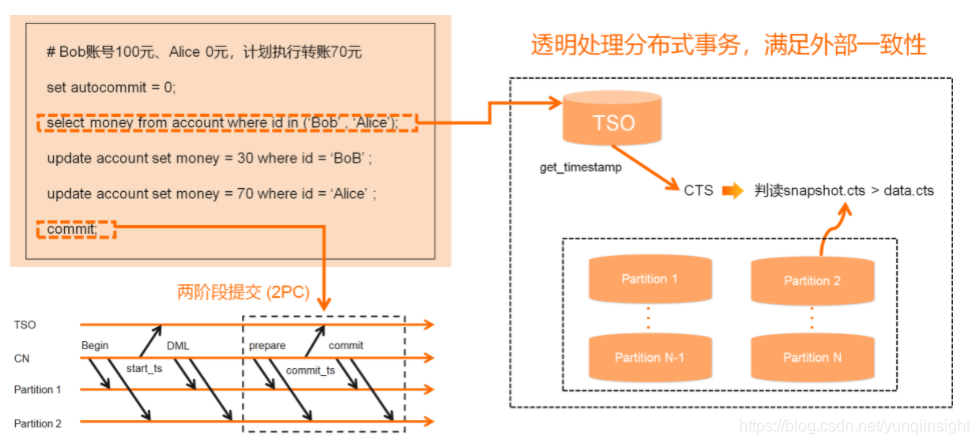 # Bob账号100元、Alice 0元，计划执行转账70元
set autocommit = 0;
select money from account where id in ('Bob' , 'Alice');
update account set money = 30 where id = 'BoB' ;
update account set money = 70 where id = 'Alice' ;
commit;
两阶段提交 (2PC)
TSO
Begin
DML
prepare
commit
CN
start_ts
commit_ts
Partition 1
Partition 2
透明处理分布式事务，满足外部一致性
TSO
get_timestamp
CTS
判读snapshot.cts > data.cts
Partition 1
Partition 2
Partition N-1
Partition N
https://blog.csdn.net/yunqiinsight